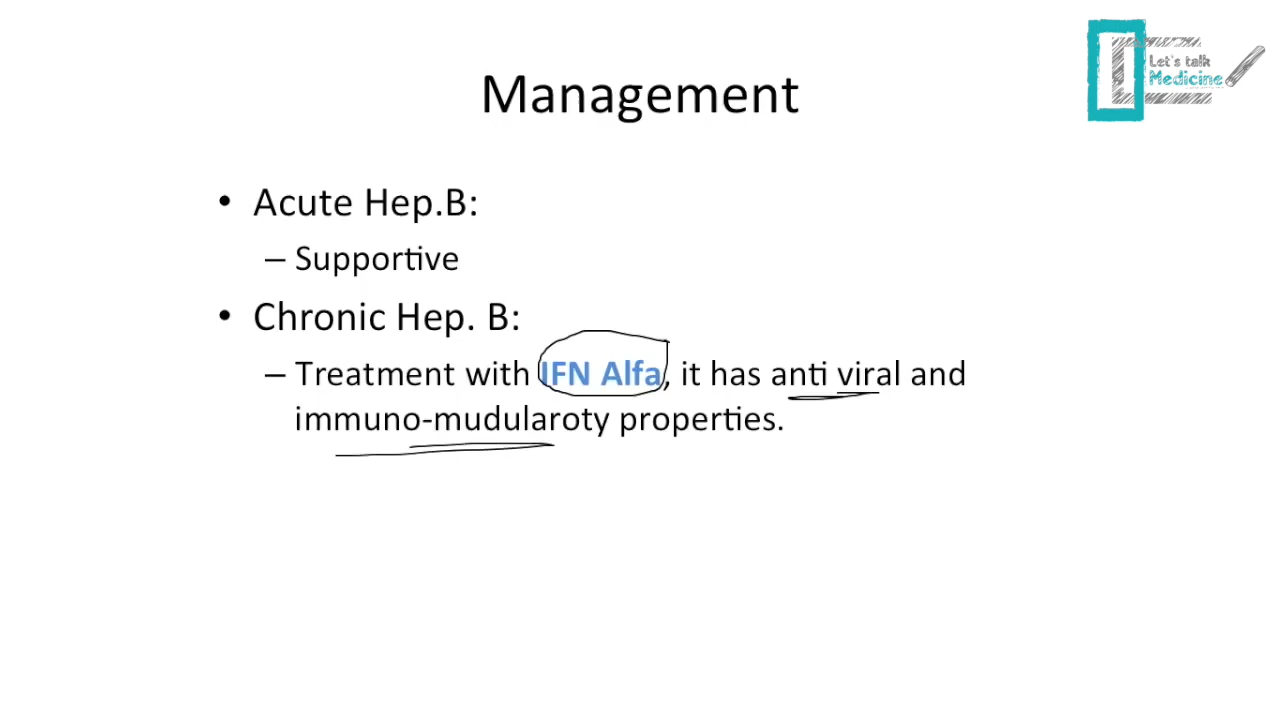 Let's talk
Medicine
Management
• Acute Hep.B:
– Supportive
• Chronic Hep. B:
– Treatment with IFN Alfa, it has anti viral and
immuno-mudularoty properties.